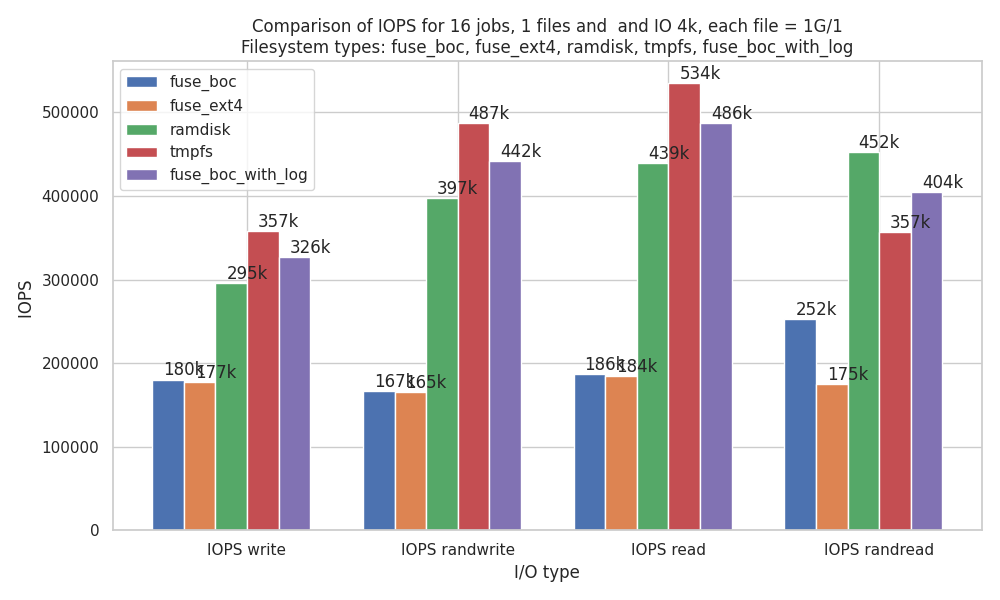 Comparison of IOPS for 16 jobs, 1 files and  and IO 4k, each file = 1G/1
Filesystem types: fuse_boc, fuse_ext4, ramdisk, tmpfs, fuse_boc_with_log
fuse_boc
fuse_ext4
ramdisk
tmpfs
fuse_boc_with_log
IOPS
500000
400000
300000
200000
100000
0
180k
177k
295k
357k
326k
167k
165k
397k
487k
442k
186k
184k
439k
534k
486k
252k
175k
452k
357k
404k
IOPS write
IOPS randwrite
IOPS read
IOPS randread
I/O type